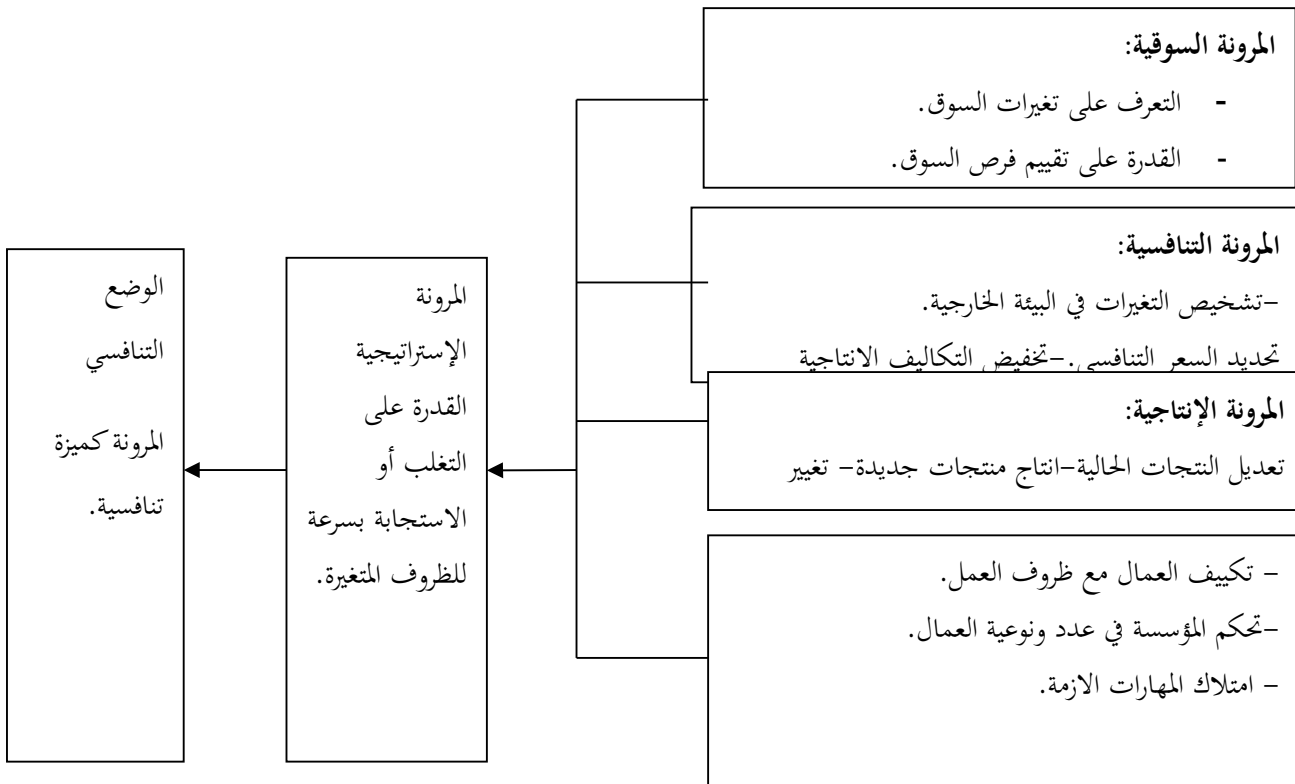 المرونة السوقية:
- التعرف على تغيرات السوق.
- القدرة على تقييم فرص السوق.
المرونة التنافسية:
-تشخيص التغيرات في البيئة الخارجية.
تحديد السعر التنافسي.-تخفيض التكاليف الانتاجية
المرونة الإنتاجية:
تعديل النتجات الحالية-انتاج منتجات جديدة- تغيير
- تكييف العمال مع ظروف العمل.
-تحكم المؤسسة في عدد ونوعية العمال.
- امتلاك المهارات الازمة.
المرونة
الإستراتيجية
القدرة على
التغلب أو
الاستجابة بسرعة
للظروف المتغيرة.
الوضع
التنافسي
المرونة كميزة
تنافسية.